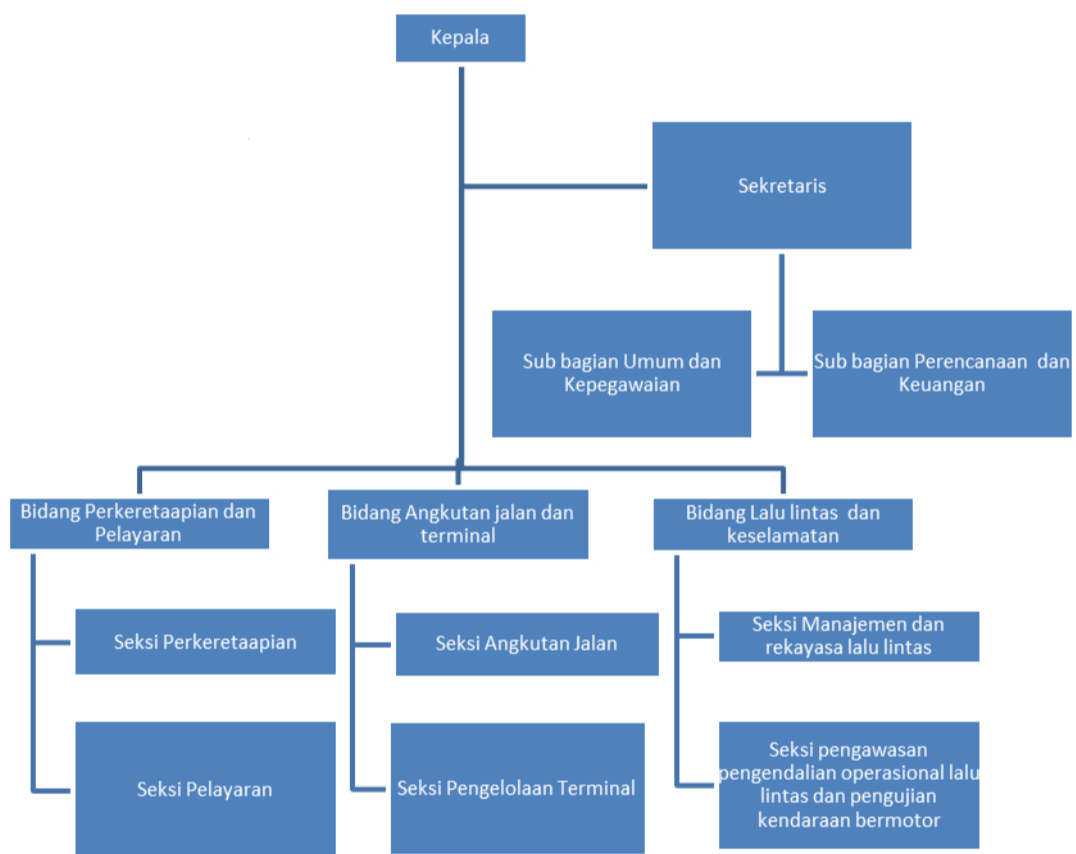 Kepala
Sekretaris
Sub bagian Umum dan
Kepegawaian
Sub bagian Perencanaan dan
Keuangan
Bidang Perkeretaapian dan
Pelayaran
Bidang Angkutan jalan dan
terminal
Bidang Lalu lintas dan
keselamatan
Seksi Perkeretaapian
Seksi Angkutan Jalan
Seksi Manajemen dan
rekayasa lalu lintas
Seksi Pelayaran
Seksi Pengelolaan Terminal
Seksi pengawasan
pengendalian operasional lalu
lintas dan pengujian
kendaraan bermotor